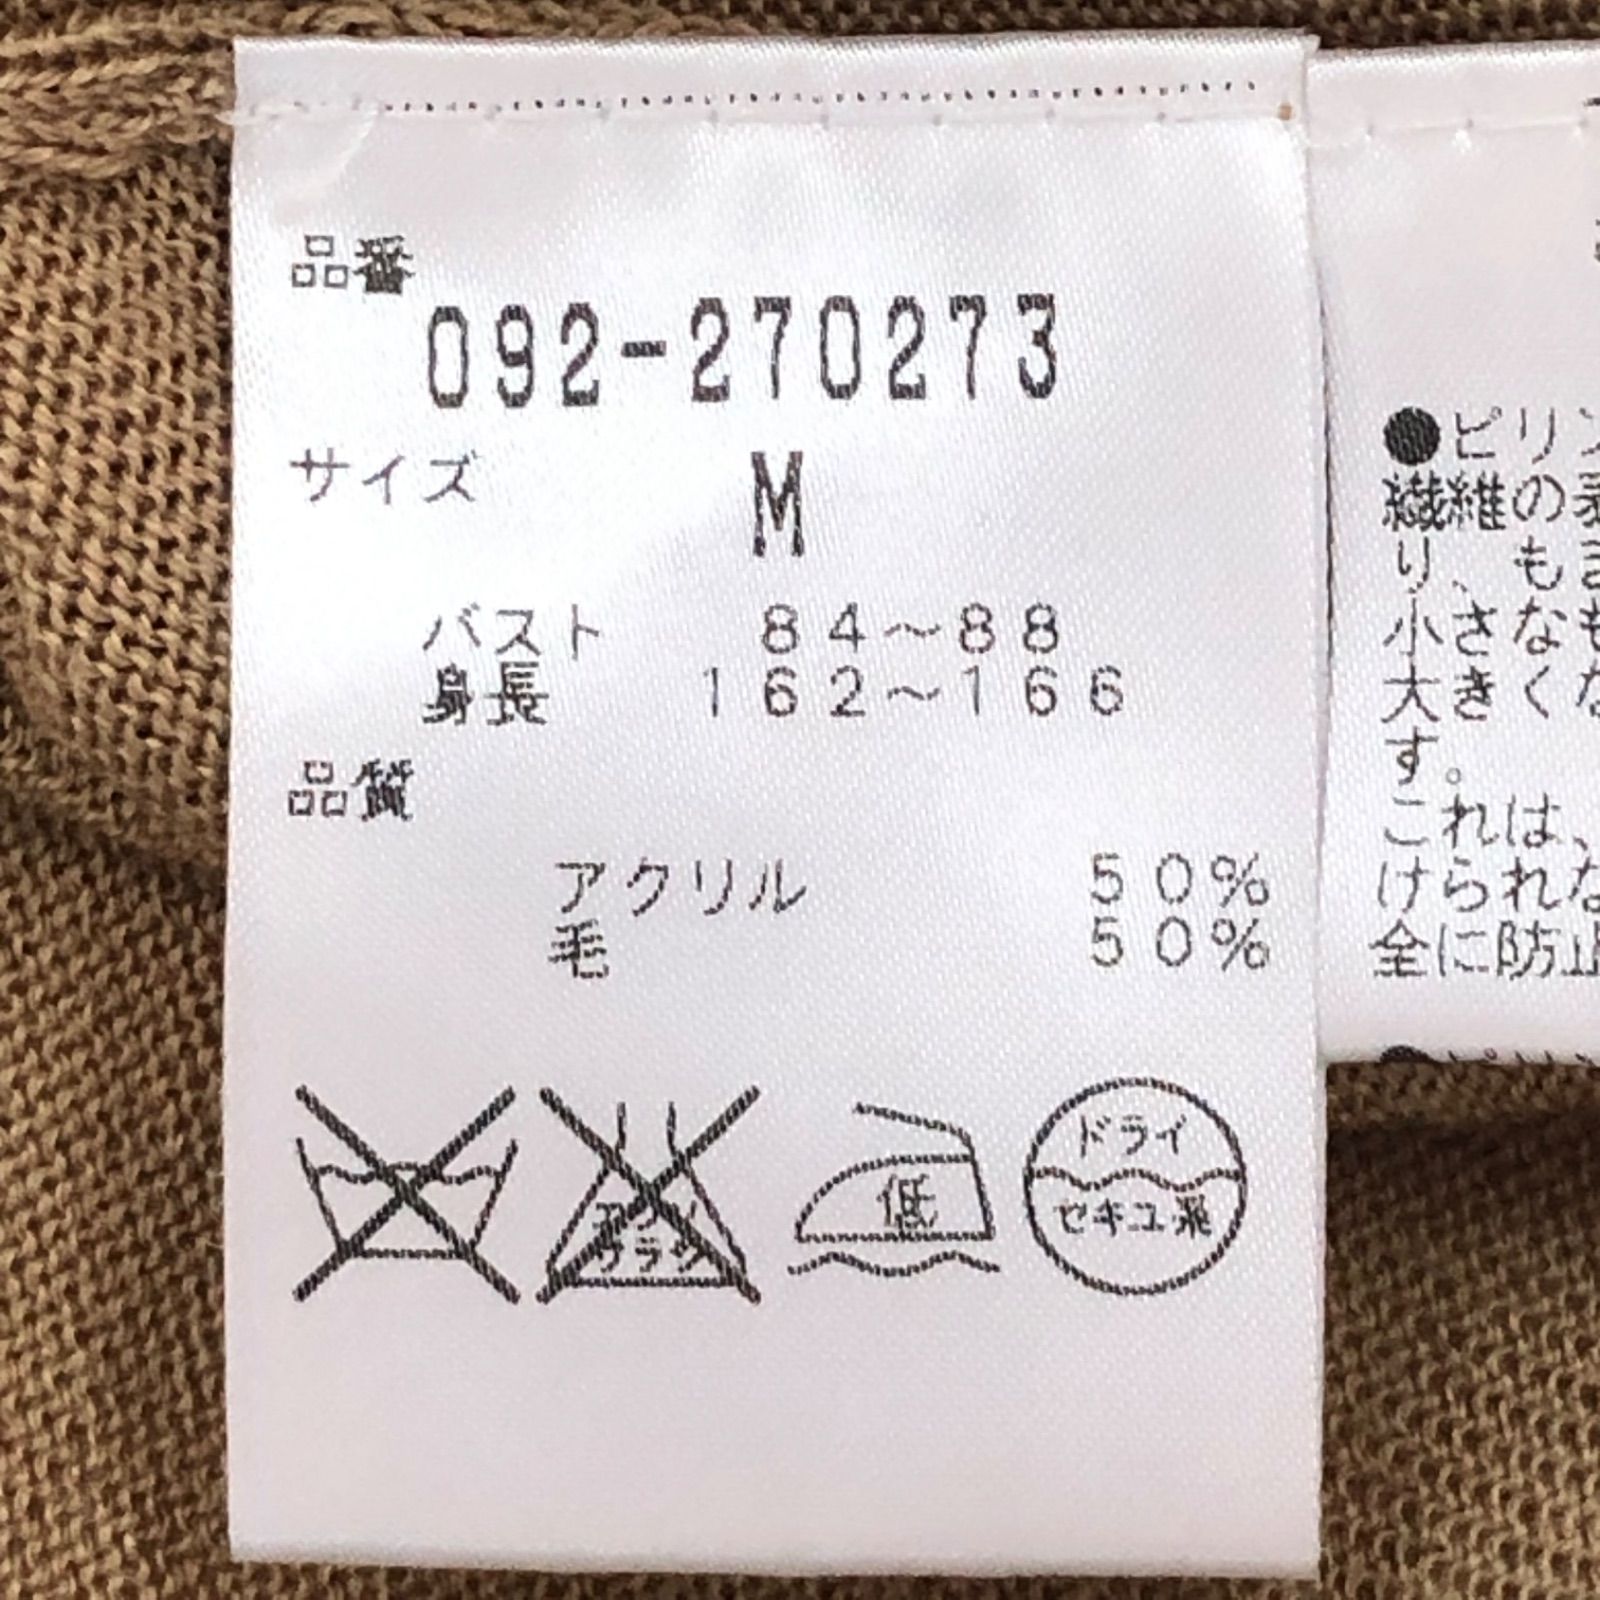 品番
092-270273
サイズ M
バスト 84～88
身長 162～166
品質
アクリル 50%
毛 50%
低
ドライ
セキユ系
●ピリン
繊維の表
り、も
小さなも
大きくな
す。
これは、
けられな
全に防止